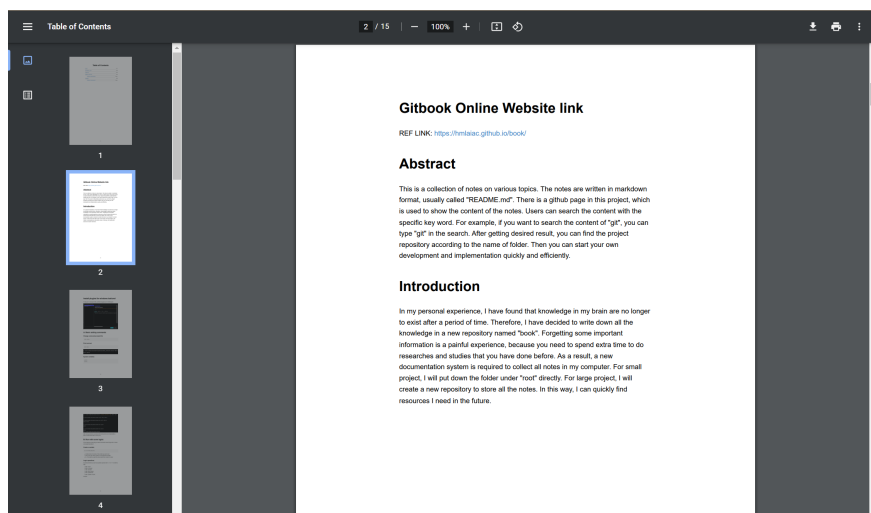 Table of Contents
2 / 15
100%
1
2
3
4
Gitbook Online Website link
REF LINK: https://hmlaiac.github.io/book/
Abstract
This is a collection of notes on various topics. The notes are written in markdown
format, usually called "README.md". There is a github page in this project, which
is used to show the content of the notes. Users can search the content with the
specific key word. For example, if you want to search the content of "git", you can
type "git" in the search. After getting desired result, you can find the project
repository according to the name of folder. Then you can start your own
development and implementation quickly and efficiently.
Introduction
In my personal experience, I have found that knowledge in my brain are no longer
to exist after a period of time. Therefore, I have decided to write down all the
knowledge in a new repository named "book". Forgetting some important
information is a painful experience, because you need to spend extra time to do
researches and studies that you have done before. As a result, a new
documentation system is required to collect all notes in my computer. For small
project, I will put down the folder under "root" directly. For large project, I will
create a new repository to store all the notes. In this way, I can quickly find
resources I need in the future.